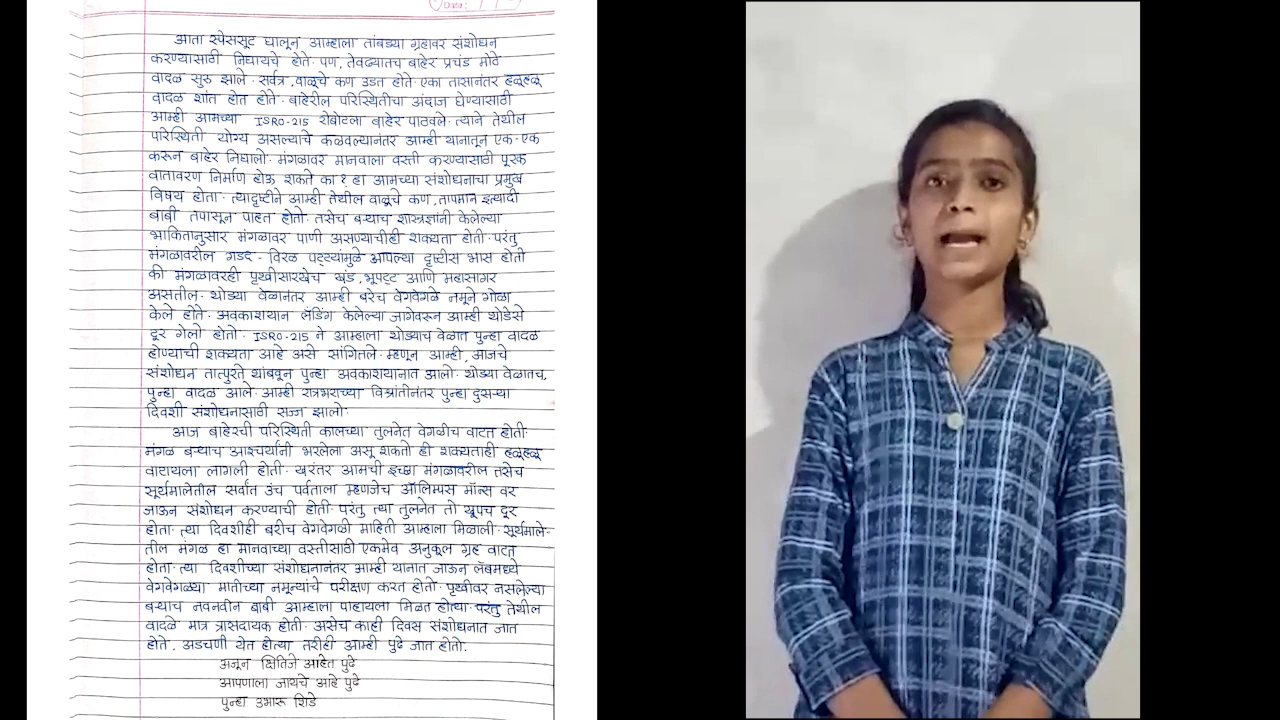 Date:
आता स्पेससूट घालून, आम्हाला तांबड्या ग्रहावर संशोधन
करण्यासाठी निघायचे होते. पण, तेवढ्यातच बाहेर प्रचंड मोठे
वादळ सुरु झाले. सर्वत्र, वाळूचे कण उडत होते. एका तासानंतर हळूहळू
वादळ शांत होत होते. बाहेरील परिस्थितीचा अंदाज घेण्यासाठी
आम्ही आमच्या ISRO-215 रोबोटला बाहेर पाठवले. त्याने तेथील
परिस्थिती योग्य असल्याचे कळवल्यानंतर आम्ही यानातून एक-एक
करून बाहेर निघालो. मंगळावर मानवाला वस्ती करण्यासाठी पूरक
वातावरण निर्माण होऊ शकते का? हा आमच्या संशोधनाचा प्रमुख
विषय होता. त्यादृष्टीने आम्ही तेथील वाळूचे कण, तापमान इत्यादी
बाबी तपासून पाहत होतो. तसेच बऱ्याच शास्त्रज्ञांनी केलेल्या
भाकितानुसार मंगळावर पाणी असण्याचीही शक्यता होती. परंतु
मंगळावरील गडद - विरळ पट्ट्यांमुळे आपल्या दृष्टीस भास होतो
की मंगळावरही पृथ्वीसारखेच खंड, भूपट्ट आणि महासागर
असतील. थोड्या वेळानंतर आम्ही बरेच वेगवेगळे नमूने गोळा
केले होते. अवकाशयान लँडिंग केलेल्या जागेवरून आम्ही थोडेसे
दूर गेलो होतो. ISRO-215 ने आम्हाला थोड्याच वेळात पुन्हा वादळ
होण्याची शक्यता आहे असे सांगितले. म्हणून आम्ही, आजचे
संशोधन तात्पुरते थांबवून पुन्हा अवकाशयानात आलो. थोड्या वेळातच,
पुन्हा वादळ आले. आम्ही रात्रभराच्या विश्रांतीनंतर पुन्हा दुसऱ्या
दिवशी संशोधनासाठी सज्ज झालो.
आज बाहेरची परिस्थिती कालच्या तुलनेत वेगळीच वाटत होती.
मंगळ बऱ्याच आश्चर्यांनी भरलेला असू शकतो ही शक्यताही हळूहळू
वाटायला लागली होती. खरंतर आमची इच्छा मंगळावरील तसेच
सूर्यमालेतील सर्वात उंच पर्वताला म्हणजेच ऑलिम्पस मॉन्स वर
जाऊन संशोधन करण्याची होती परंतु त्या तुलनेत तो खूपच दूर
होता. त्या दिवशीही बरीच वेगवेगळी माहिती आम्हाला मिळाली. सूर्यमाले-
तील मंगळ हा मानवाच्या वस्तीसाठी एकमेव अनुकूल ग्रह वाटत
होता. त्या दिवशीच्या संशोधनानंतर आम्ही यानात जाऊन लॅबमध्ये
वेगवेगळ्या मातीच्या नमून्यांचे परीक्षण करत होतो. पृथ्वीवर नसलेल्या
बऱ्याच नवनवीन बाबी आम्हाला पाहायला मिळत होत्या. परंतु तेथील
वादळे मात्र त्रासदायक होती. असेच काही दिवस संशोधनात जात
होते. अडचणी येत होत्या तरीही आम्ही पुढे जात होतो.
अजून क्षितिजे आहेत पुढे
आपणाला जायचे आहे पुढे
पुन्हा उभारू शिडे